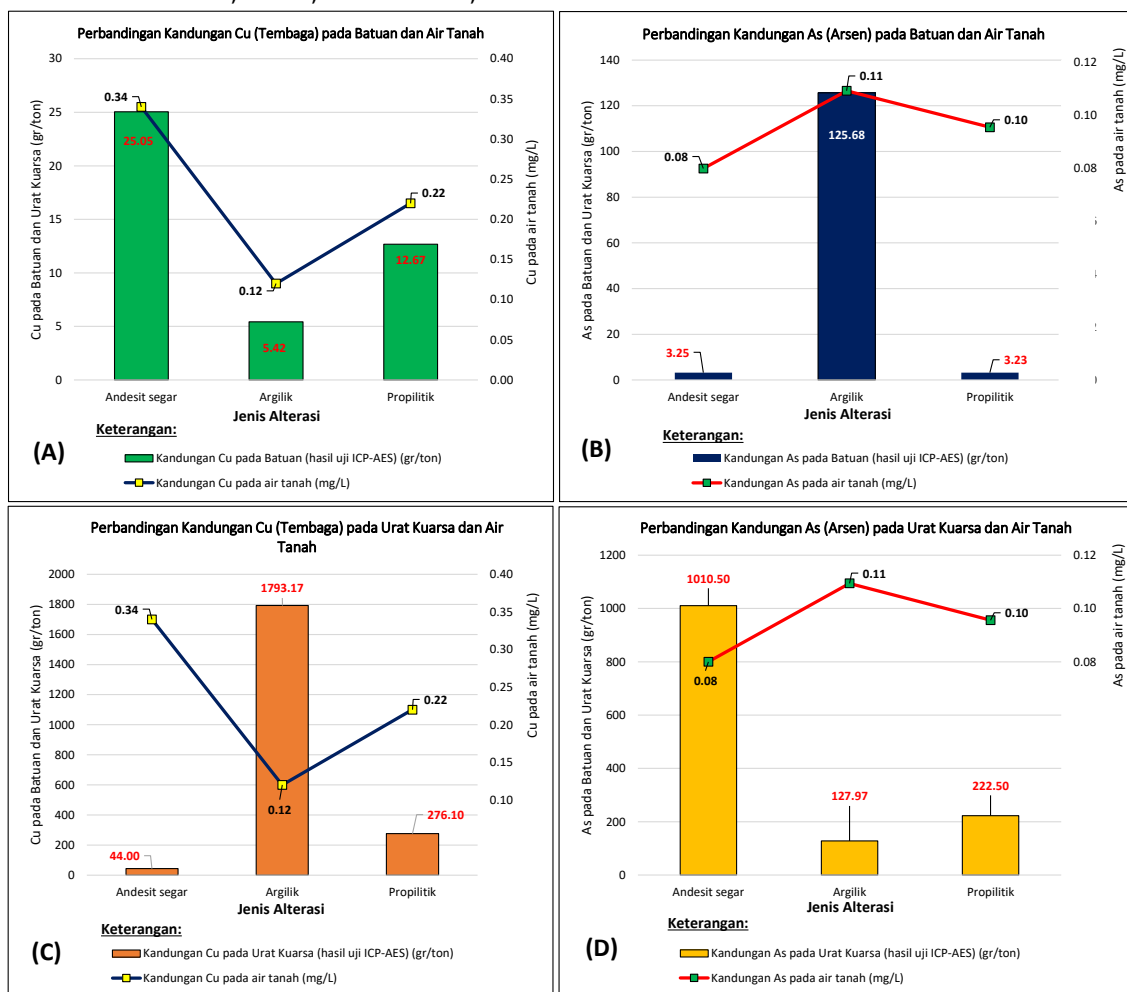 Perbandingan Kandungan Cu (Tembaga) pada Batuan dan Air Tanah
Cu pada Batuan dan Urat Kuarsa (gr/ton)
30
25
20
15
10
5
0
0.40
0.35
0.30
0.25
0.20
0.15
0.10
0.05
0.00
Cu pada air tanah (mg/L)
0.34
0.12
0.22
25.05
5.42
12.67
Andesit segar
Argilik
Propilitik
Jenis Alterasi
Keterangan:
(A)
Kandungan Cu pada Batuan (hasil uji ICP-AES) (gr/ton)
Kandungan Cu pada air tanah (mg/L)
Perbandingan Kandungan As (Arsen) pada Batuan dan Air Tanah
As pada Batuan dan Urat Kuarsa (gr/ton)
140
120
100
80
60
40
20
0
0.12
0.10
0.08
As pada air tanah (mg/L)
0.08
0.11
0.10
3.25
125.68
3.23
Andesit segar
Argilik
Propilitik
Jenis Alterasi
Keterangan:
(B)
Kandungan As pada Batuan (hasil uji ICP-AES) (gr/ton)
Kandungan As pada air tanah (mg/L)
Perbandingan Kandungan Cu (Tembaga) pada Urat Kuarsa dan Air
Tanah
Cu pada Batuan dan Urat Kuarsa (gr/ton)
2000
1800
1600
1400
1200
1000
800
600
400
200
0
0.40
0.35
0.30
0.25
0.20
0.15
0.10
Cu pada air tanah (mg/L)
0.34
0.12
0.22
44.00
1793.17
276.10
Andesit segar
Argilik
Propilitik
Jenis Alterasi
Keterangan:
(C)
Kandungan Cu pada Urat Kuarsa (hasil uji ICP-AES) (gr/ton)
Kandungan Cu pada air tanah (mg/L)
Perbandingan Kandungan As (Arsen) pada Urat Kuarsa dan Air Tanah
As pada Batuan dan Urat Kuarsa (gr/ton)
1200
1000
800
600
400
200
0
0.12
0.10
0.08
As pada air tanah (mg/L)
0.08
0.11
0.10
1010.50
127.97
222.50
Andesit segar
Argilik
Propilitik
Jenis Alterasi
Keterangan:
(D)
Kandungan As pada Urat Kuarsa (hasil uji ICP-AES) (gr/ton)
Kandungan As pada air tanah (mg/L)